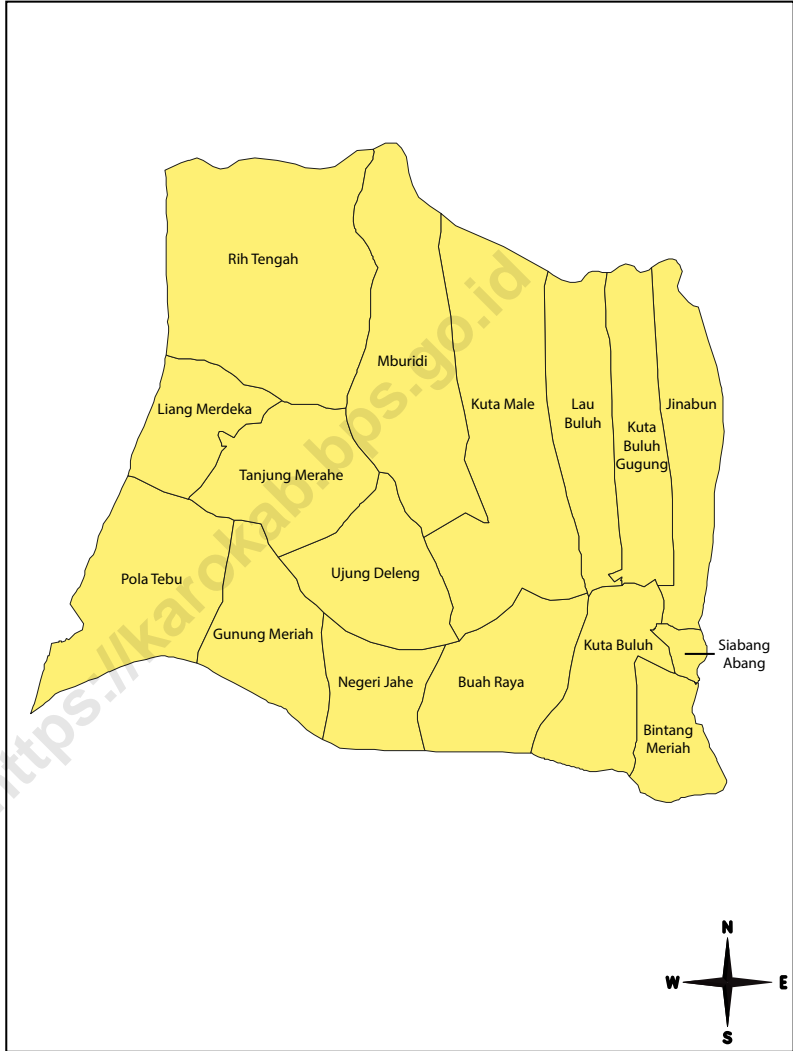 Rih Tengah
Mburidi
Liang Merdeka
Kuta Male
Lau
Buluh
Kuta
Buluh
Gugung
Jinabun
Tanjung Merahe
Pola Tebu
Ujung Deleng
Gunung Meriah
Negeri Jahe
Buah Raya
Kuta Buluh
Siabang
Abang
Bintang
Meriah
https://karokab.bps.go.id
N
W
E
S